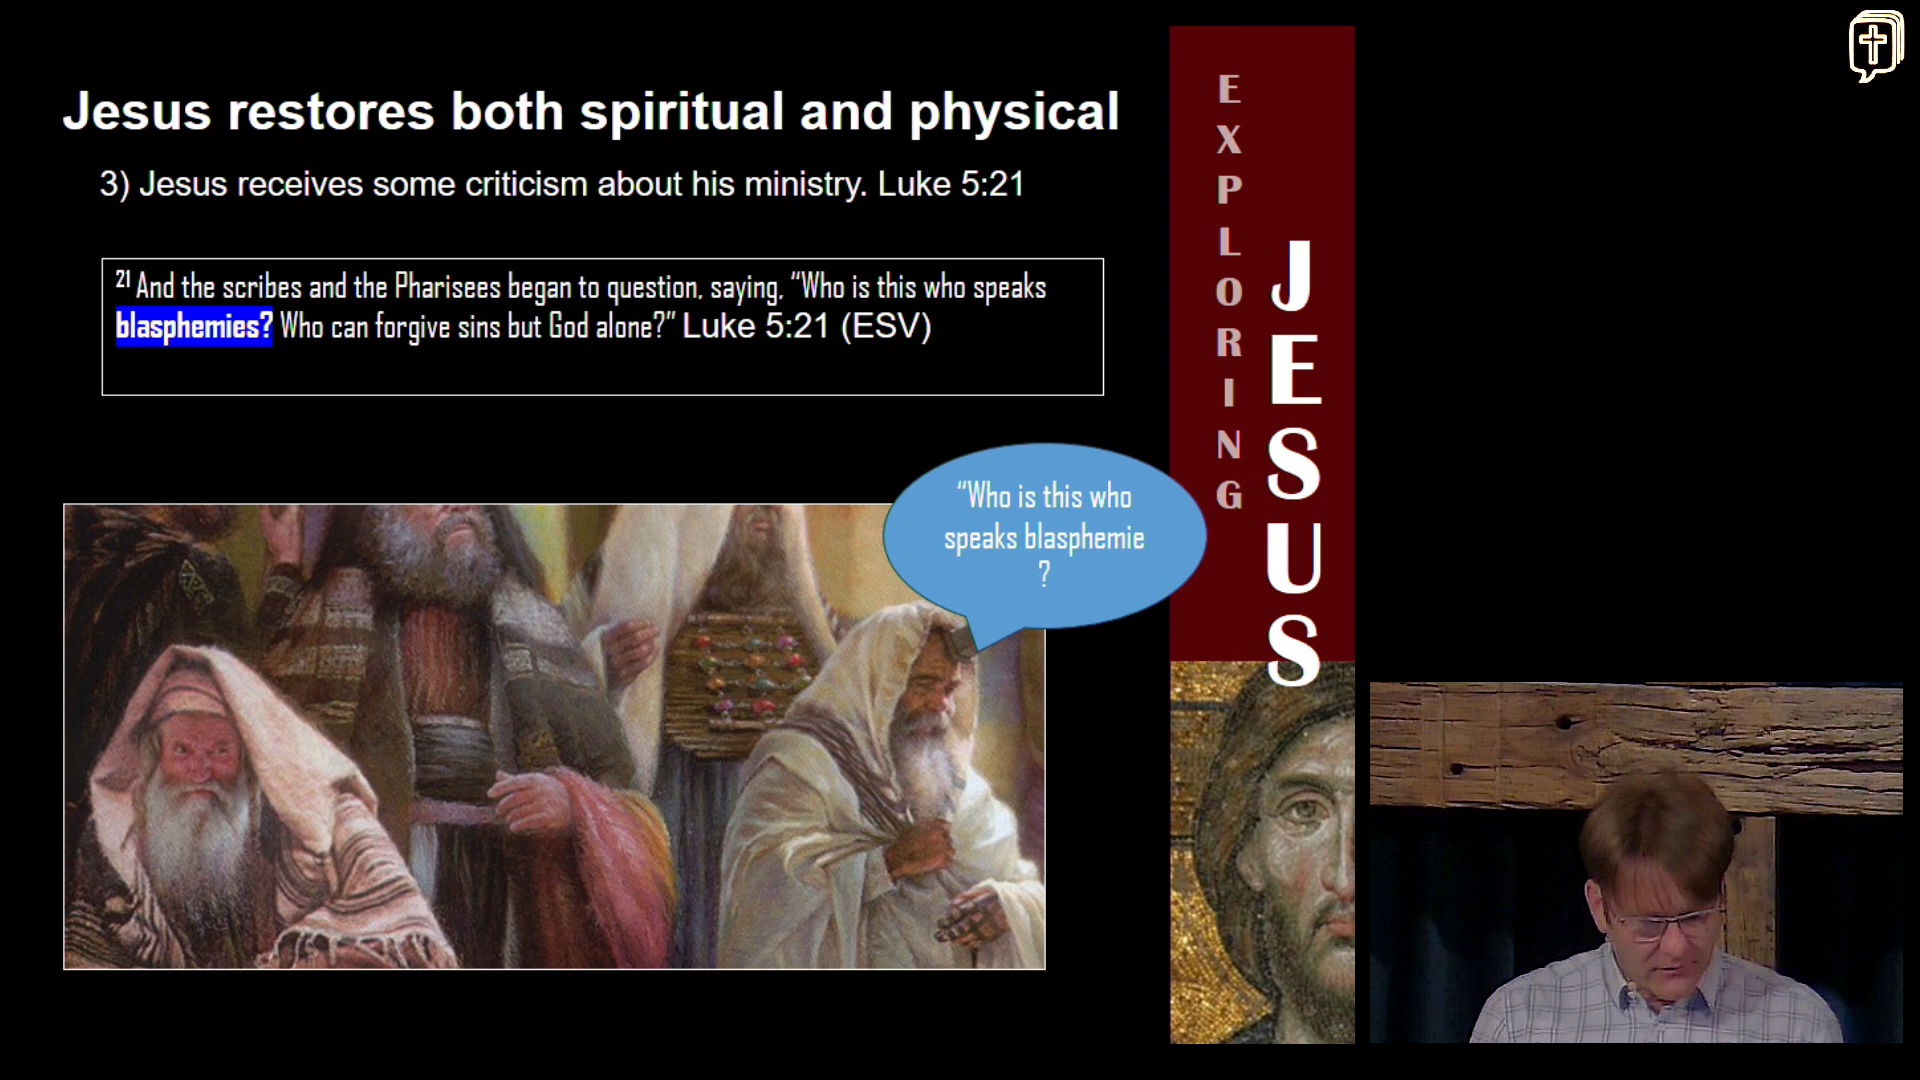 Jesus restores both spiritual and physical
3) Jesus receives some criticism about his ministry. Luke 5:21
21 And the scribes and the Pharisees began to question, saying, “Who is this who speaks
blasphemies? Who can forgive sins but God alone?” Luke 5:21 (ESV)
“Who is this who
speaks blasphemie
?
EXPLORING
JESUS